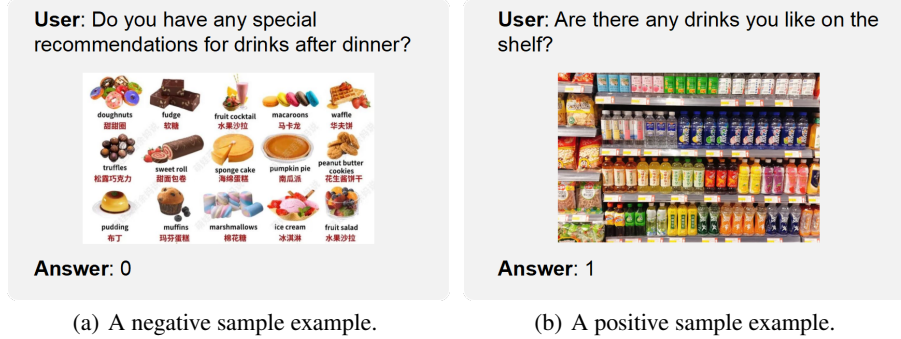 User: Do you have any special
recommendations for drinks after dinner?
doughnuts
甜甜圈
fudge
软糖
fruit cocktail
水果沙拉
macaroons
马卡龙
waffle
华夫饼
truffles
松露巧克力
sweet roll
甜面包卷
sponge cake
海绵蛋糕
pumpkin pie
南瓜派
peanut butter
cookies
花生酱饼干
pudding
布丁
muffins
玛芬蛋糕
marshmallows
棉花糖
ice cream
冰淇淋
fruit salad
水果沙拉
Answer: 0
(a) A negative sample example.
User: Are there any drinks you like on the
shelf?
Answer: 1
(b) A positive sample example.